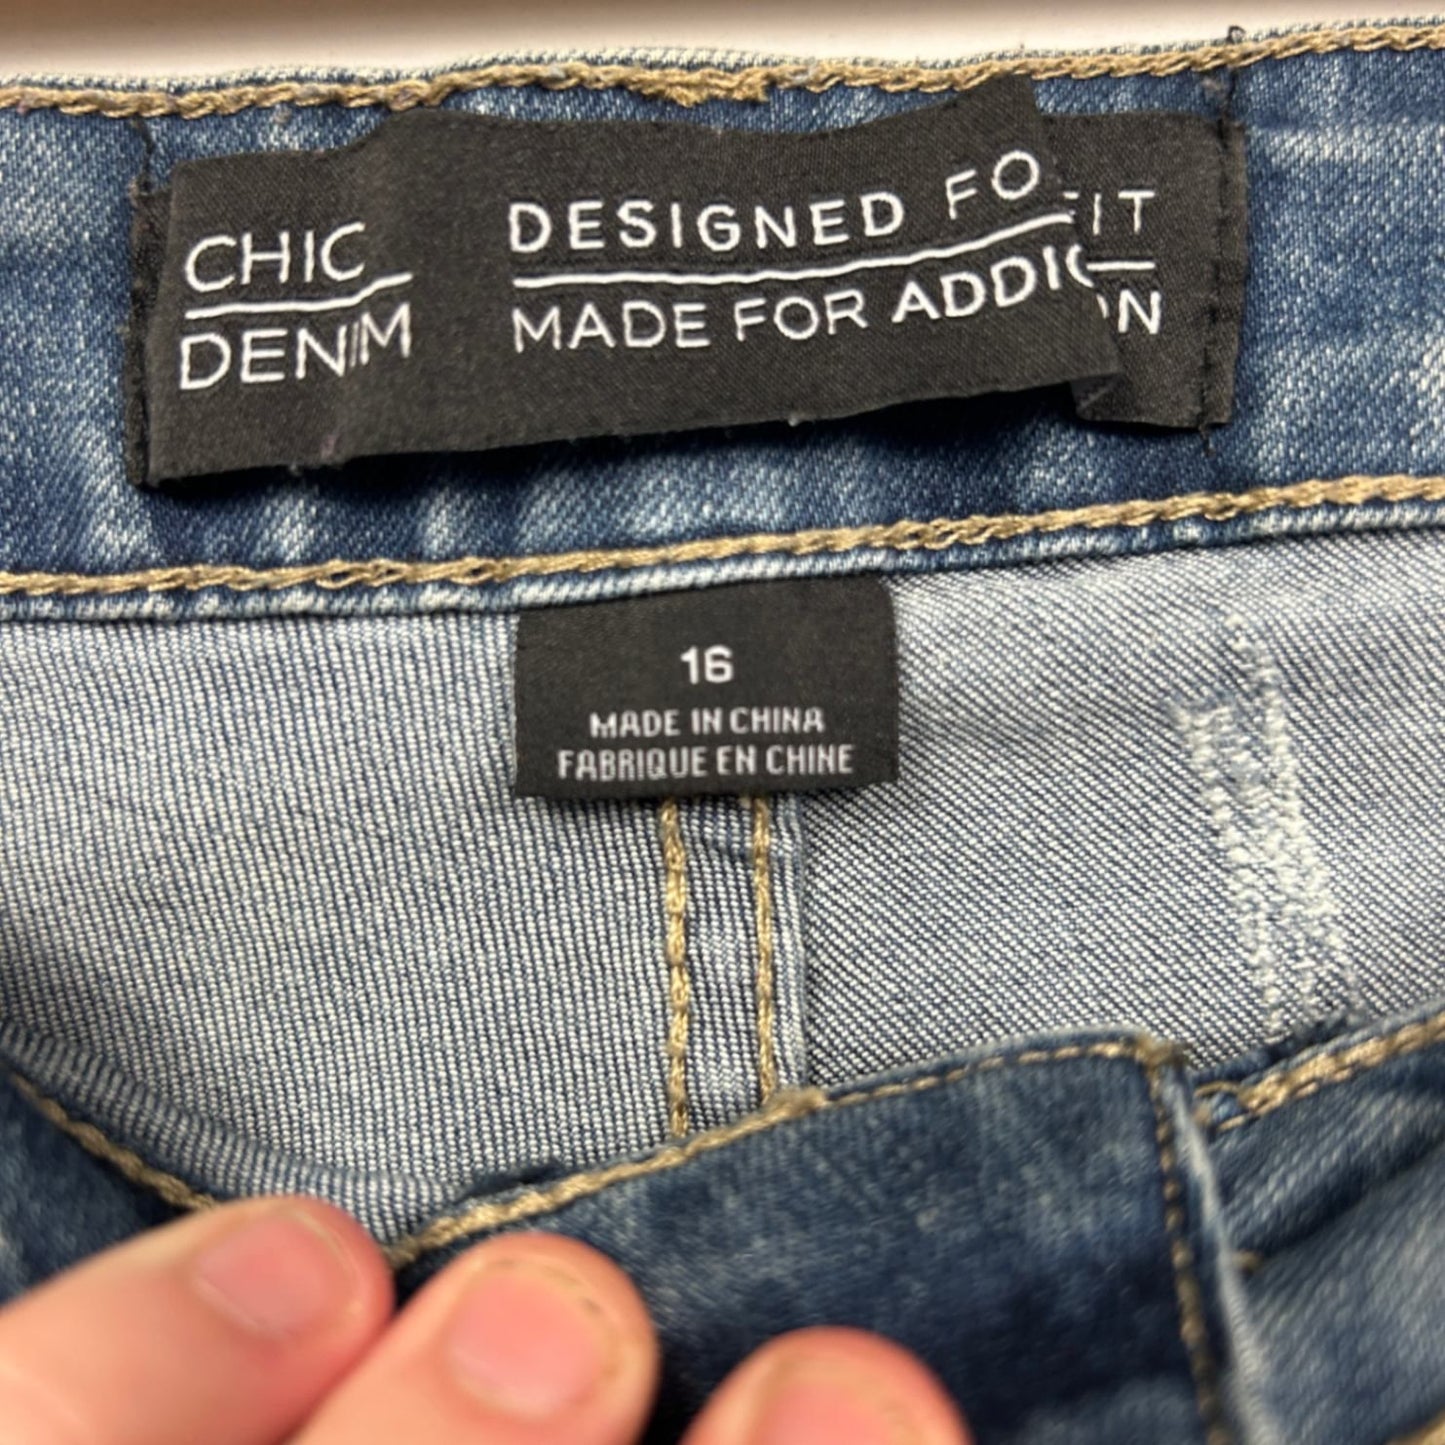 CHIC
DENIM
DESIGNED FO IT
MADE FOR ADDIC N
16
MADE IN CHINA
FABRIQUE EN CHINE